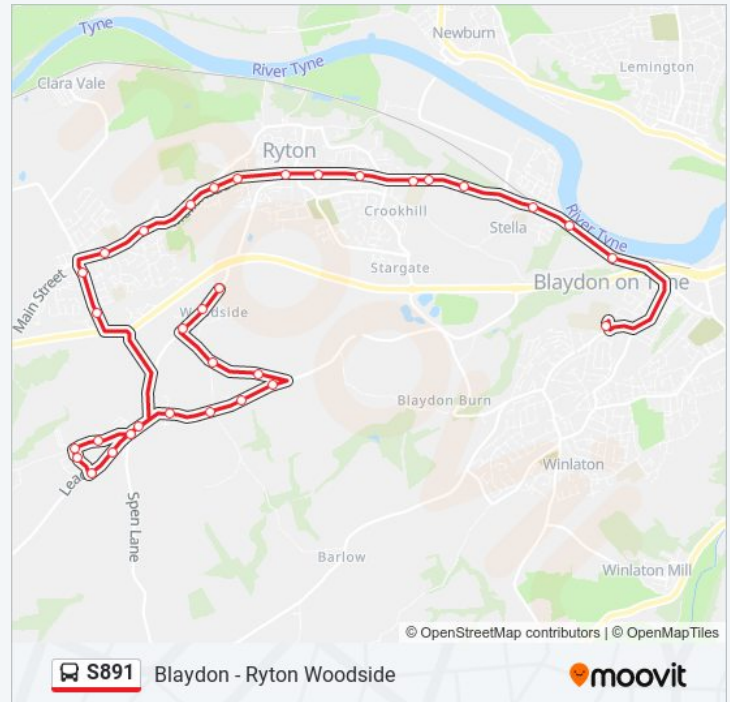 Tyne
Newburn
River Tyne
Lemington
Clara Vale
Ryton
Crookhill
Stella
River Tyne
Stargate
Blaydon on Tyne
Main Street
Woodside
Blaydon Burn
Winlaton
Spen Lane
Barlow
Winlaton Mill
© OpenStreetMap contributors | © OpenMapTiles
S891
Blaydon - Ryton Woodside
moovit